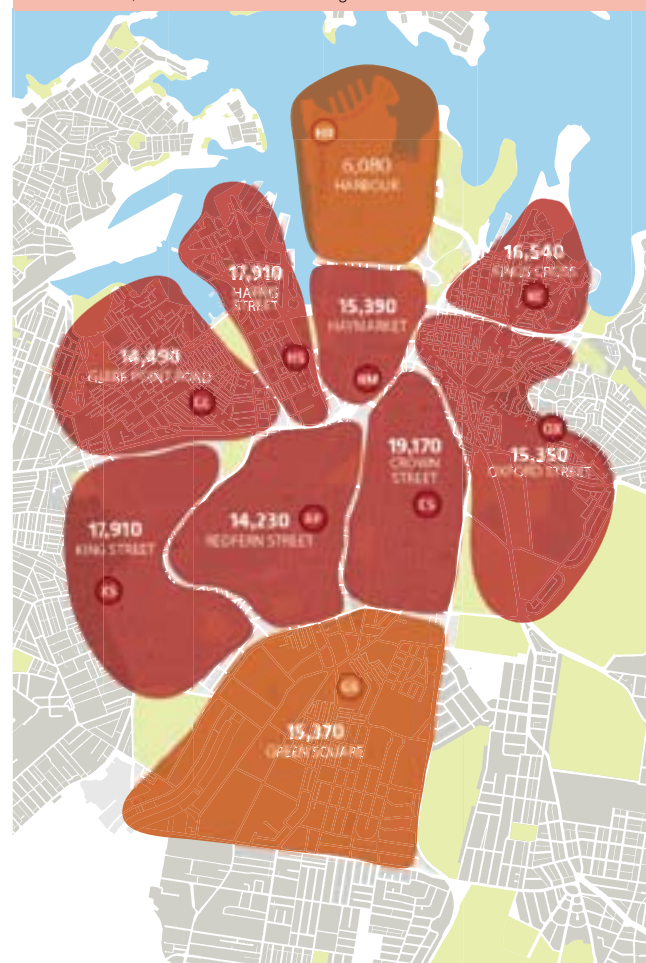 HR
6,080
HARBOUR
17,910
HARRIS
STREET
HS
15,390
HAYMARKET
HM
16,540
KINGS CROSS
KC
14,490
GLEBE POINT ROAD
GL
19,170
CROWN
STREET
CS
OX
15,350
OXFORD STREET
17,910
KING STREET
KS
14,230
RF
REDFERN STREET
GS
15,370
GREEN SQUARE